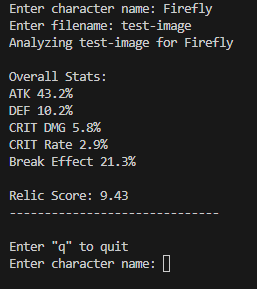 Enter character name: Firefly
Enter filename: test-image
Analyzing test-image for Firefly
Overall Stats:
ATK 43.2%
DEF 10.2%
CRIT DMG 5.8%
CRIT Rate 2.9%
Break Effect 21.3%
Relic Score: 9.43
------------------------------
Enter "q" to quit
Enter character name: